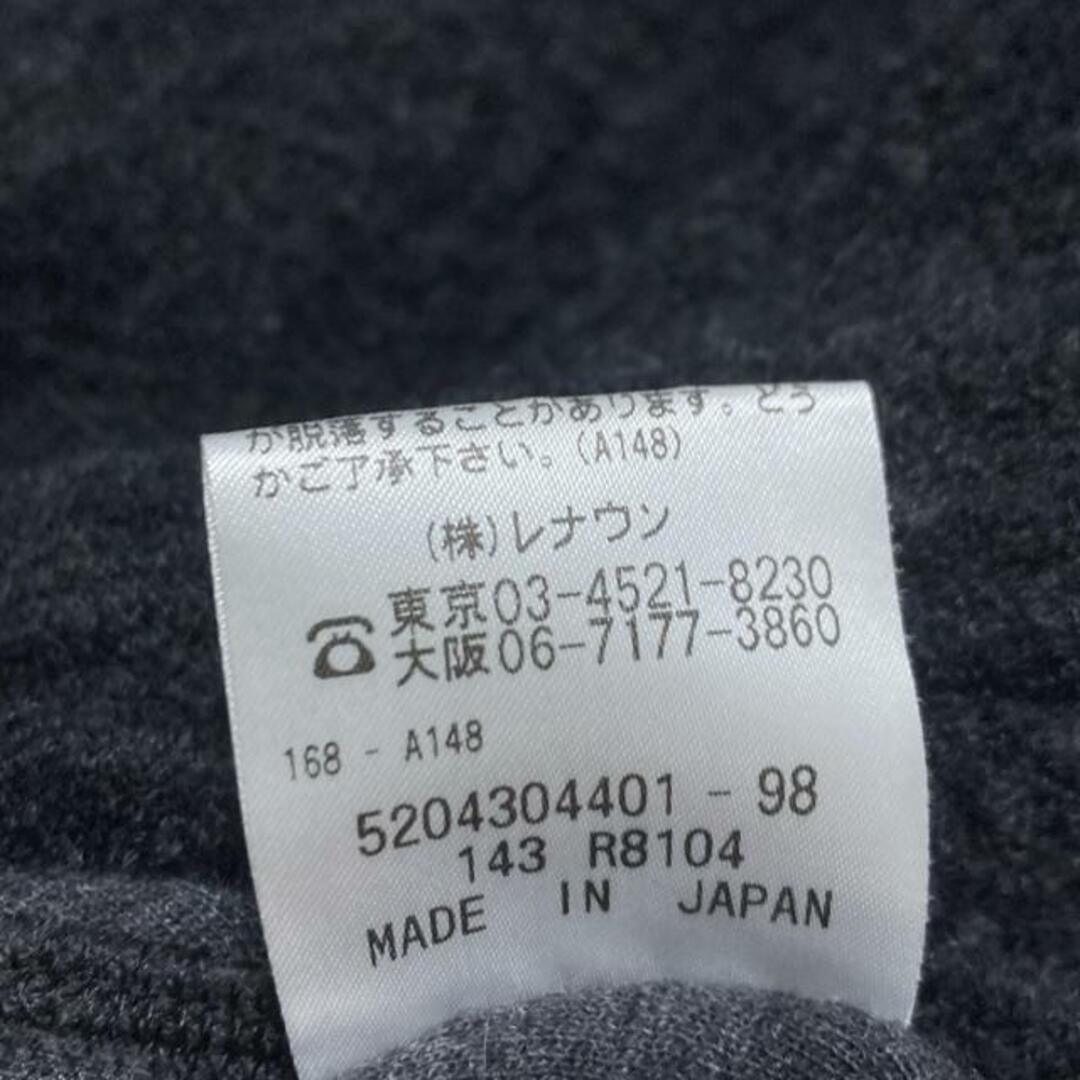 が脱落することがあります。どう
かご了承下さい。(A148)
(株)レナウン
東京03-4521-8230
大阪06-7177-3860
168 - A148
5204304401 - 98
143 R8104
MADE IN JAPAN